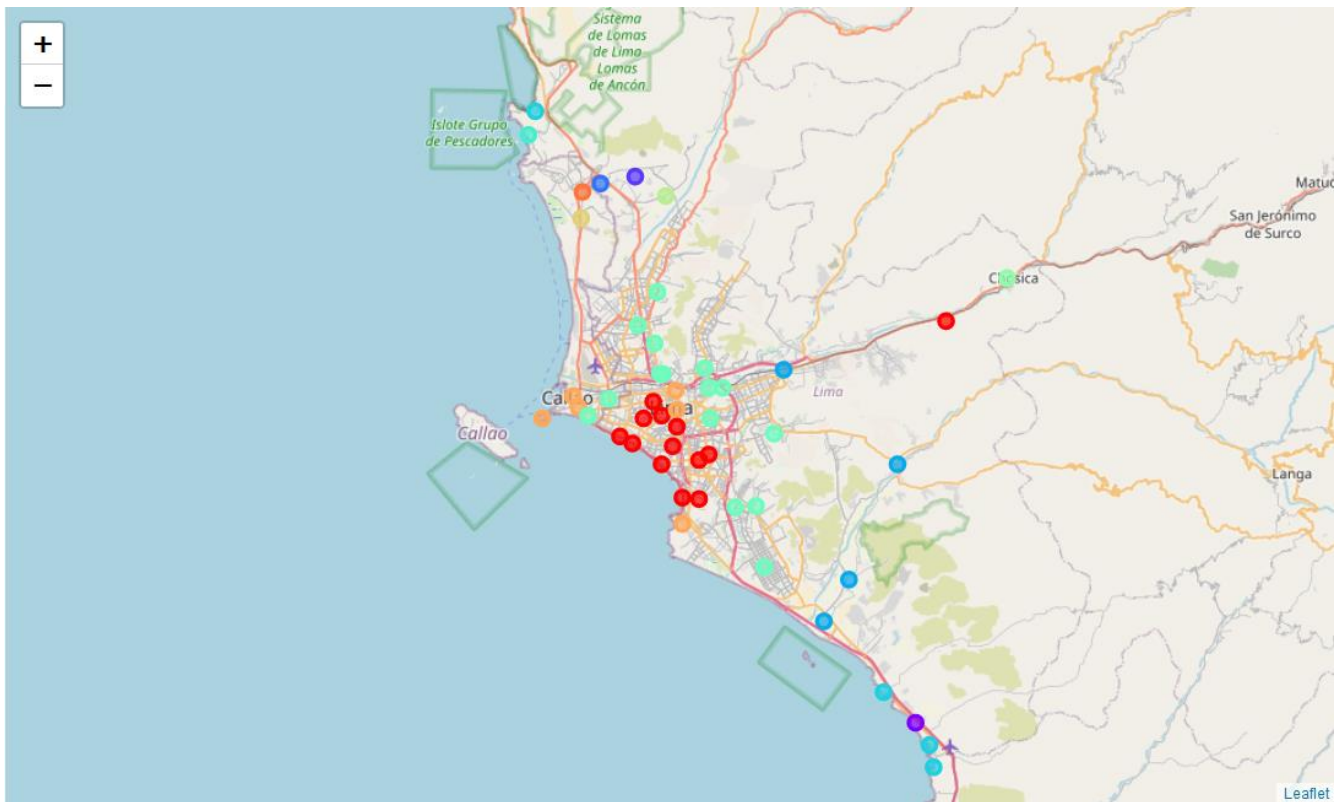 +
−
Sistema
de Lomas
de Lima
Lomas
de Ancón
Islote Grupo
de Pescadores
Matuc
San Jerónimo
de Surco
Chosica
Lima
Callao
Callao
Langa
Leaflet